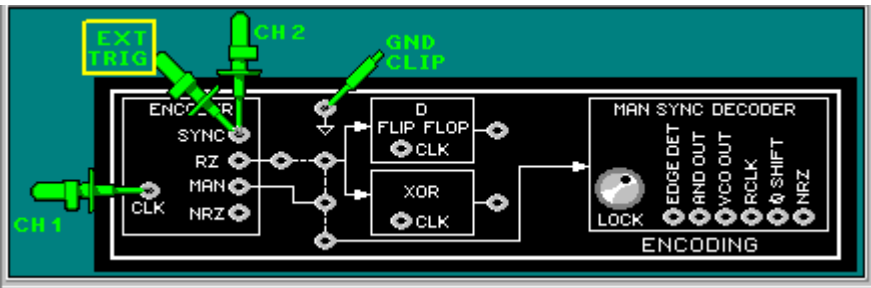 EXT
TRIG
CH 2
GND
CLIP
ENCODER
SYNC
RZ
MAN
NRZ
CLK
CH 1
D
FLIP FLOP
CLK
XOR
CLK
MAN SYNC DECODER
LOCK
EDGE DET
AND OUT
VCO OUT
RCLK
Φ SHIFT
NRZ
ENCODING